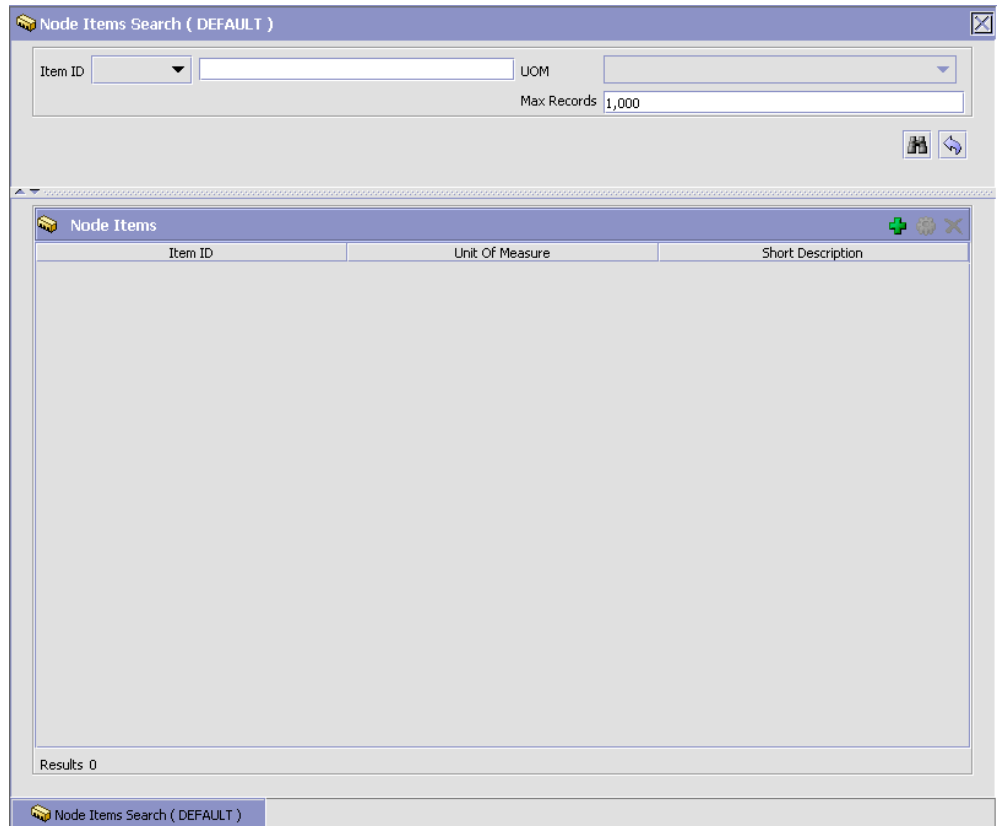 Node Items Search ( DEFAULT )
Item ID UOM
Max Records 1,000
Node Items
Item ID Unit Of Measure Short Description
Results 0
Node Items Search ( DEFAULT )